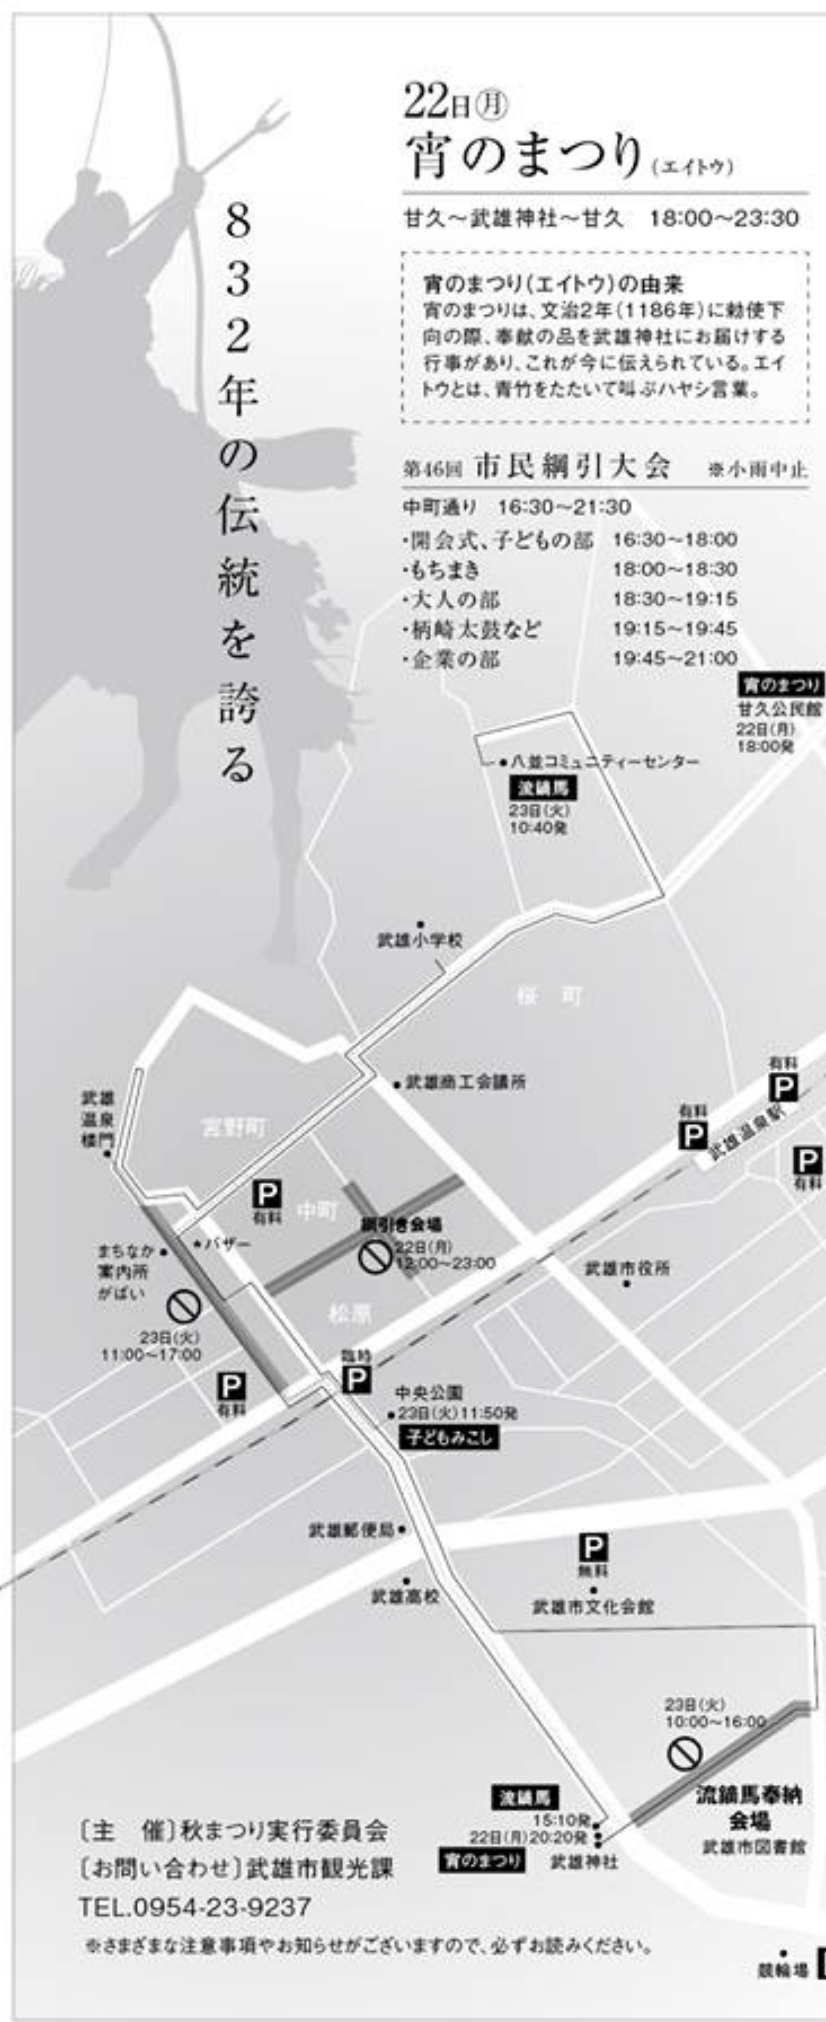 832年の伝統を誇る
22日㊊
宵のまつり(エイトウ)
甘久〜武雄神社〜甘久 18:00〜23:30
宵のまつり(エイトウ)の由来
宵のまつりは、文治2年(1186年)に勅使下
向の際、奉献の品を武雄神社にお届けする
行事があり、これが今に伝えられている。エイ
トウとは、青竹をたたいて叫ぶハヤシ言葉。
第46回 市民綱引大会 ※小雨中止
中町通り 16:30〜21:30
・開会式、子どもの部 16:30〜18:00
・もちまき 18:00〜18:30
・大人の部 18:30〜19:15
・柄崎太鼓など 19:15〜19:45
・企業の部 19:45〜21:00
宵のまつり
甘久公民館
22日(月)
18:00発
・八並コミュニティーセンター
流鏑馬
23日(火)
10:40発
武雄小学校
桜町
武雄商工会議所
武雄
温泉
楼門
宮野町
有料
P
有料
P
武雄温泉駅
P
有料
P
有料
中町
綱引き会場
22日(月)
12:00〜23:00
★バザー
まちなか
案内所
がばい
武雄市役所
23日(火)
11:00〜17:00
松原
臨時
P
P
有料
中央公園
23日(火)11:50発
子どもみこし
武雄郵便局
武雄高校
P
無料
武雄市文化会館
23日(火)
10:00〜16:00
流鏑馬奉納
会場
武雄市図書館
流鏑馬
15:10発
22日(月)20:20発
宵のまつり
武雄神社
〔主 催〕秋まつり実行委員会
〔お問い合わせ〕武雄市観光課
TEL.0954-23-9237
※さまざまな注意事項やお知らせがございますので、必ずお読みください。
競輪場